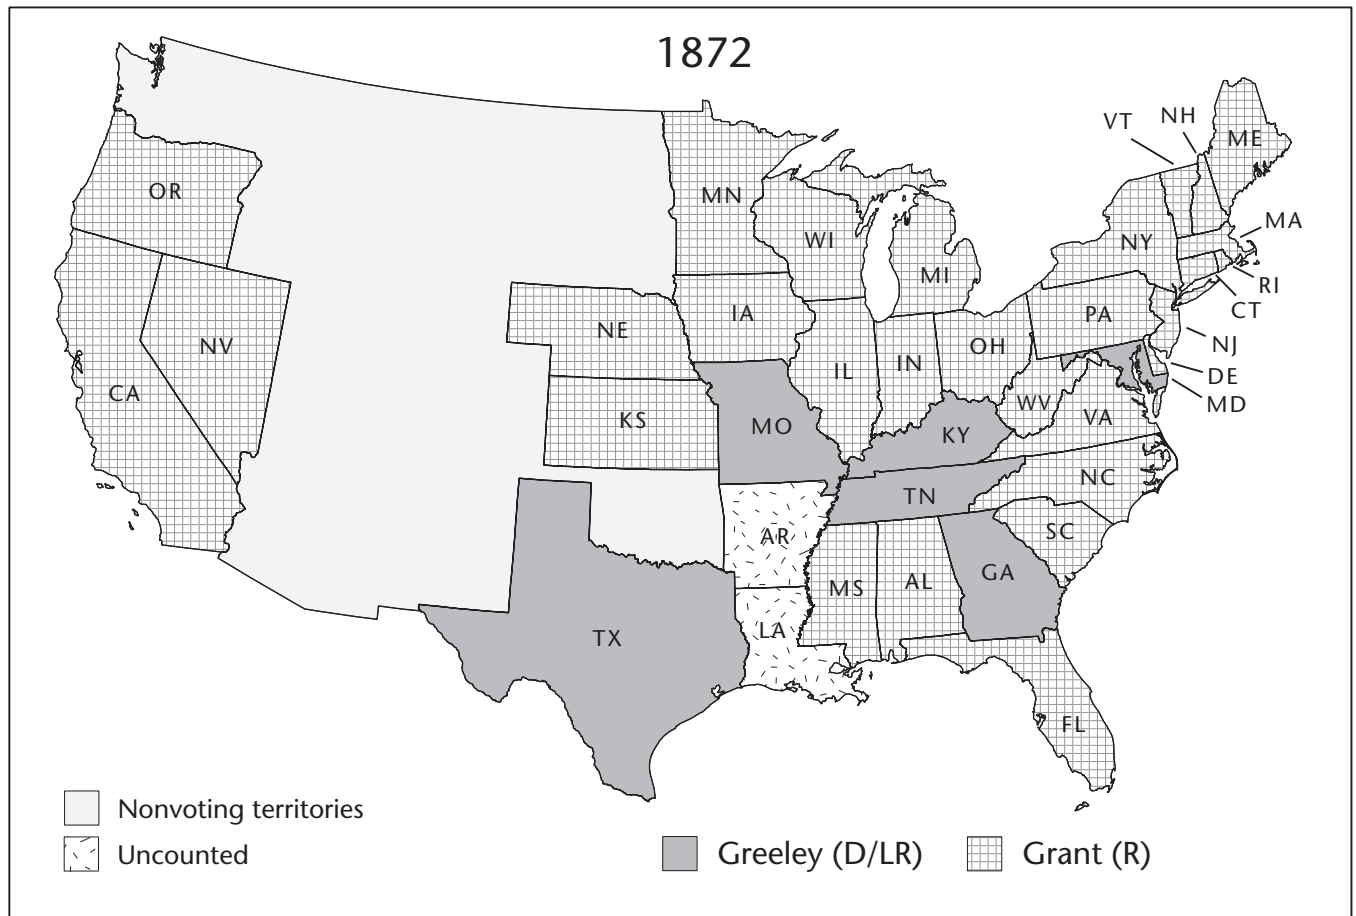 1872
VT
NH
ME
OR
MN
WI
NY
MA
MI
RI
CT
IA
PA
NE
NV
OH
NJ
IN
IL
DE
CA
WV
MD
KS
MO
KY
VA
TN
NC
AR
SC
GA
MS
AL
LA
TX
FL
Nonvoting territories
Uncounted
Greeley (D/LR)
Grant (R)